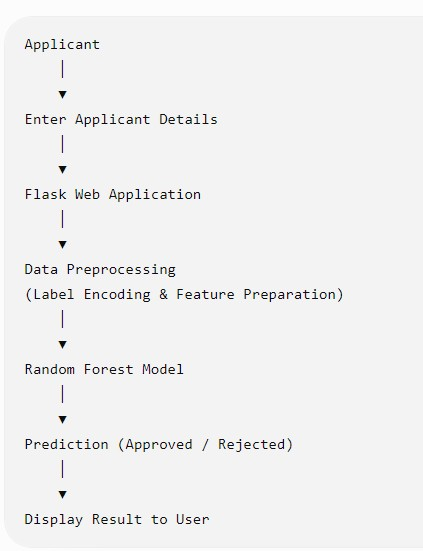 Applicant
│
▼
Enter Applicant Details
│
▼
Flask Web Application
│
▼
Data Preprocessing
(Label Encoding & Feature Preparation)
│
▼
Random Forest Model
│
▼
Prediction (Approved / Rejected)
│
▼
Display Result to User